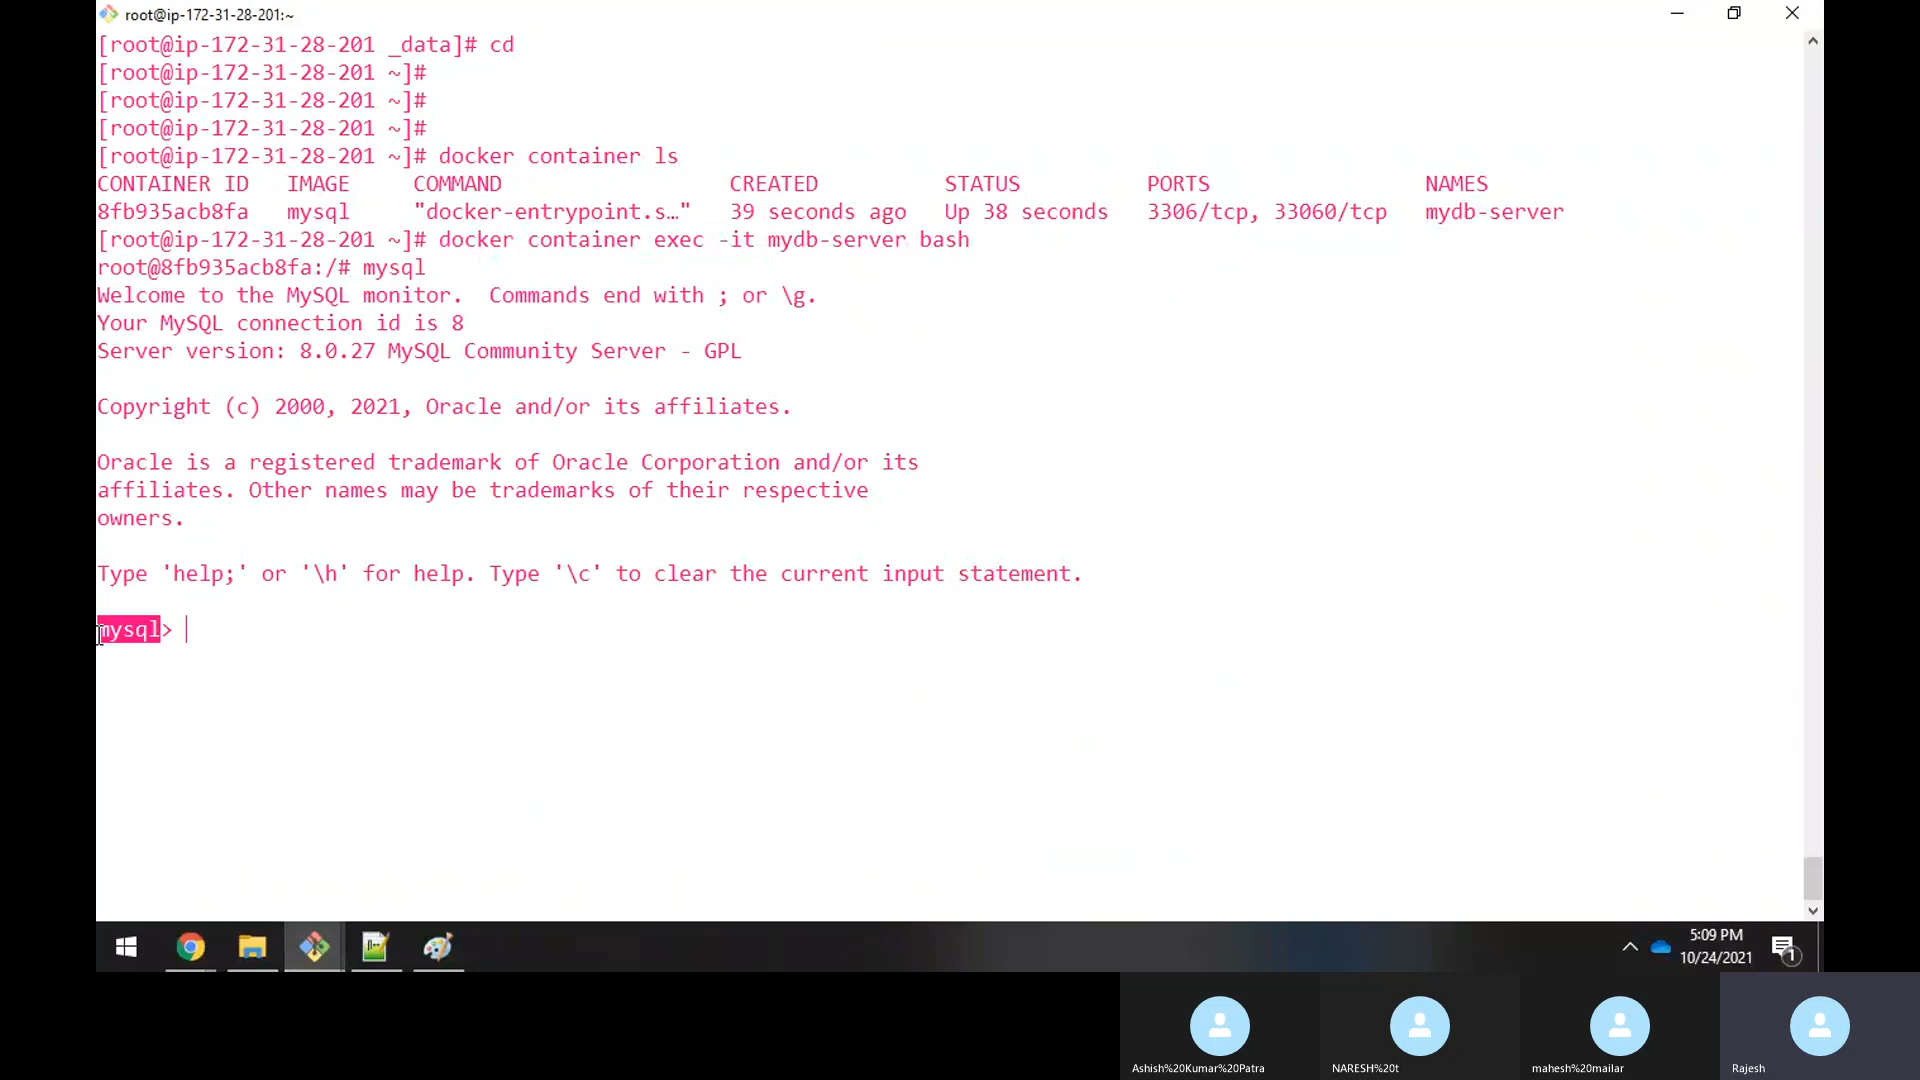 root@ip-172-31-28-201:~
[root@ip-172-31-28-201 _data]# cd
[root@ip-172-31-28-201 ~]#
[root@ip-172-31-28-201 ~]#
[root@ip-172-31-28-201 ~]#
[root@ip-172-31-28-201 ~]# docker container ls
CONTAINER ID   IMAGE     COMMAND                  CREATED          STATUS          PORTS                 NAMES
8fb935acb8fa   mysql     "docker-entrypoint.s…"   39 seconds ago   Up 38 seconds   3306/tcp, 33060/tcp   mydb-server
[root@ip-172-31-28-201 ~]# docker container exec -it mydb-server bash
root@8fb935acb8fa:/# mysql
Welcome to the MySQL monitor.  Commands end with ; or \g.
Your MySQL connection id is 8
Server version: 8.0.27 MySQL Community Server - GPL
Copyright (c) 2000, 2021, Oracle and/or its affiliates.
Oracle is a registered trademark of Oracle Corporation and/or its
affiliates. Other names may be trademarks of their respective
owners.
Type 'help;' or '\h' for help. Type '\c' to clear the current input statement.
mysql>
5:09 PM
10/24/2021
1
Ashish%20Kumar%20Patra
NARESH%20t
mahesh%20mailar
Rajesh